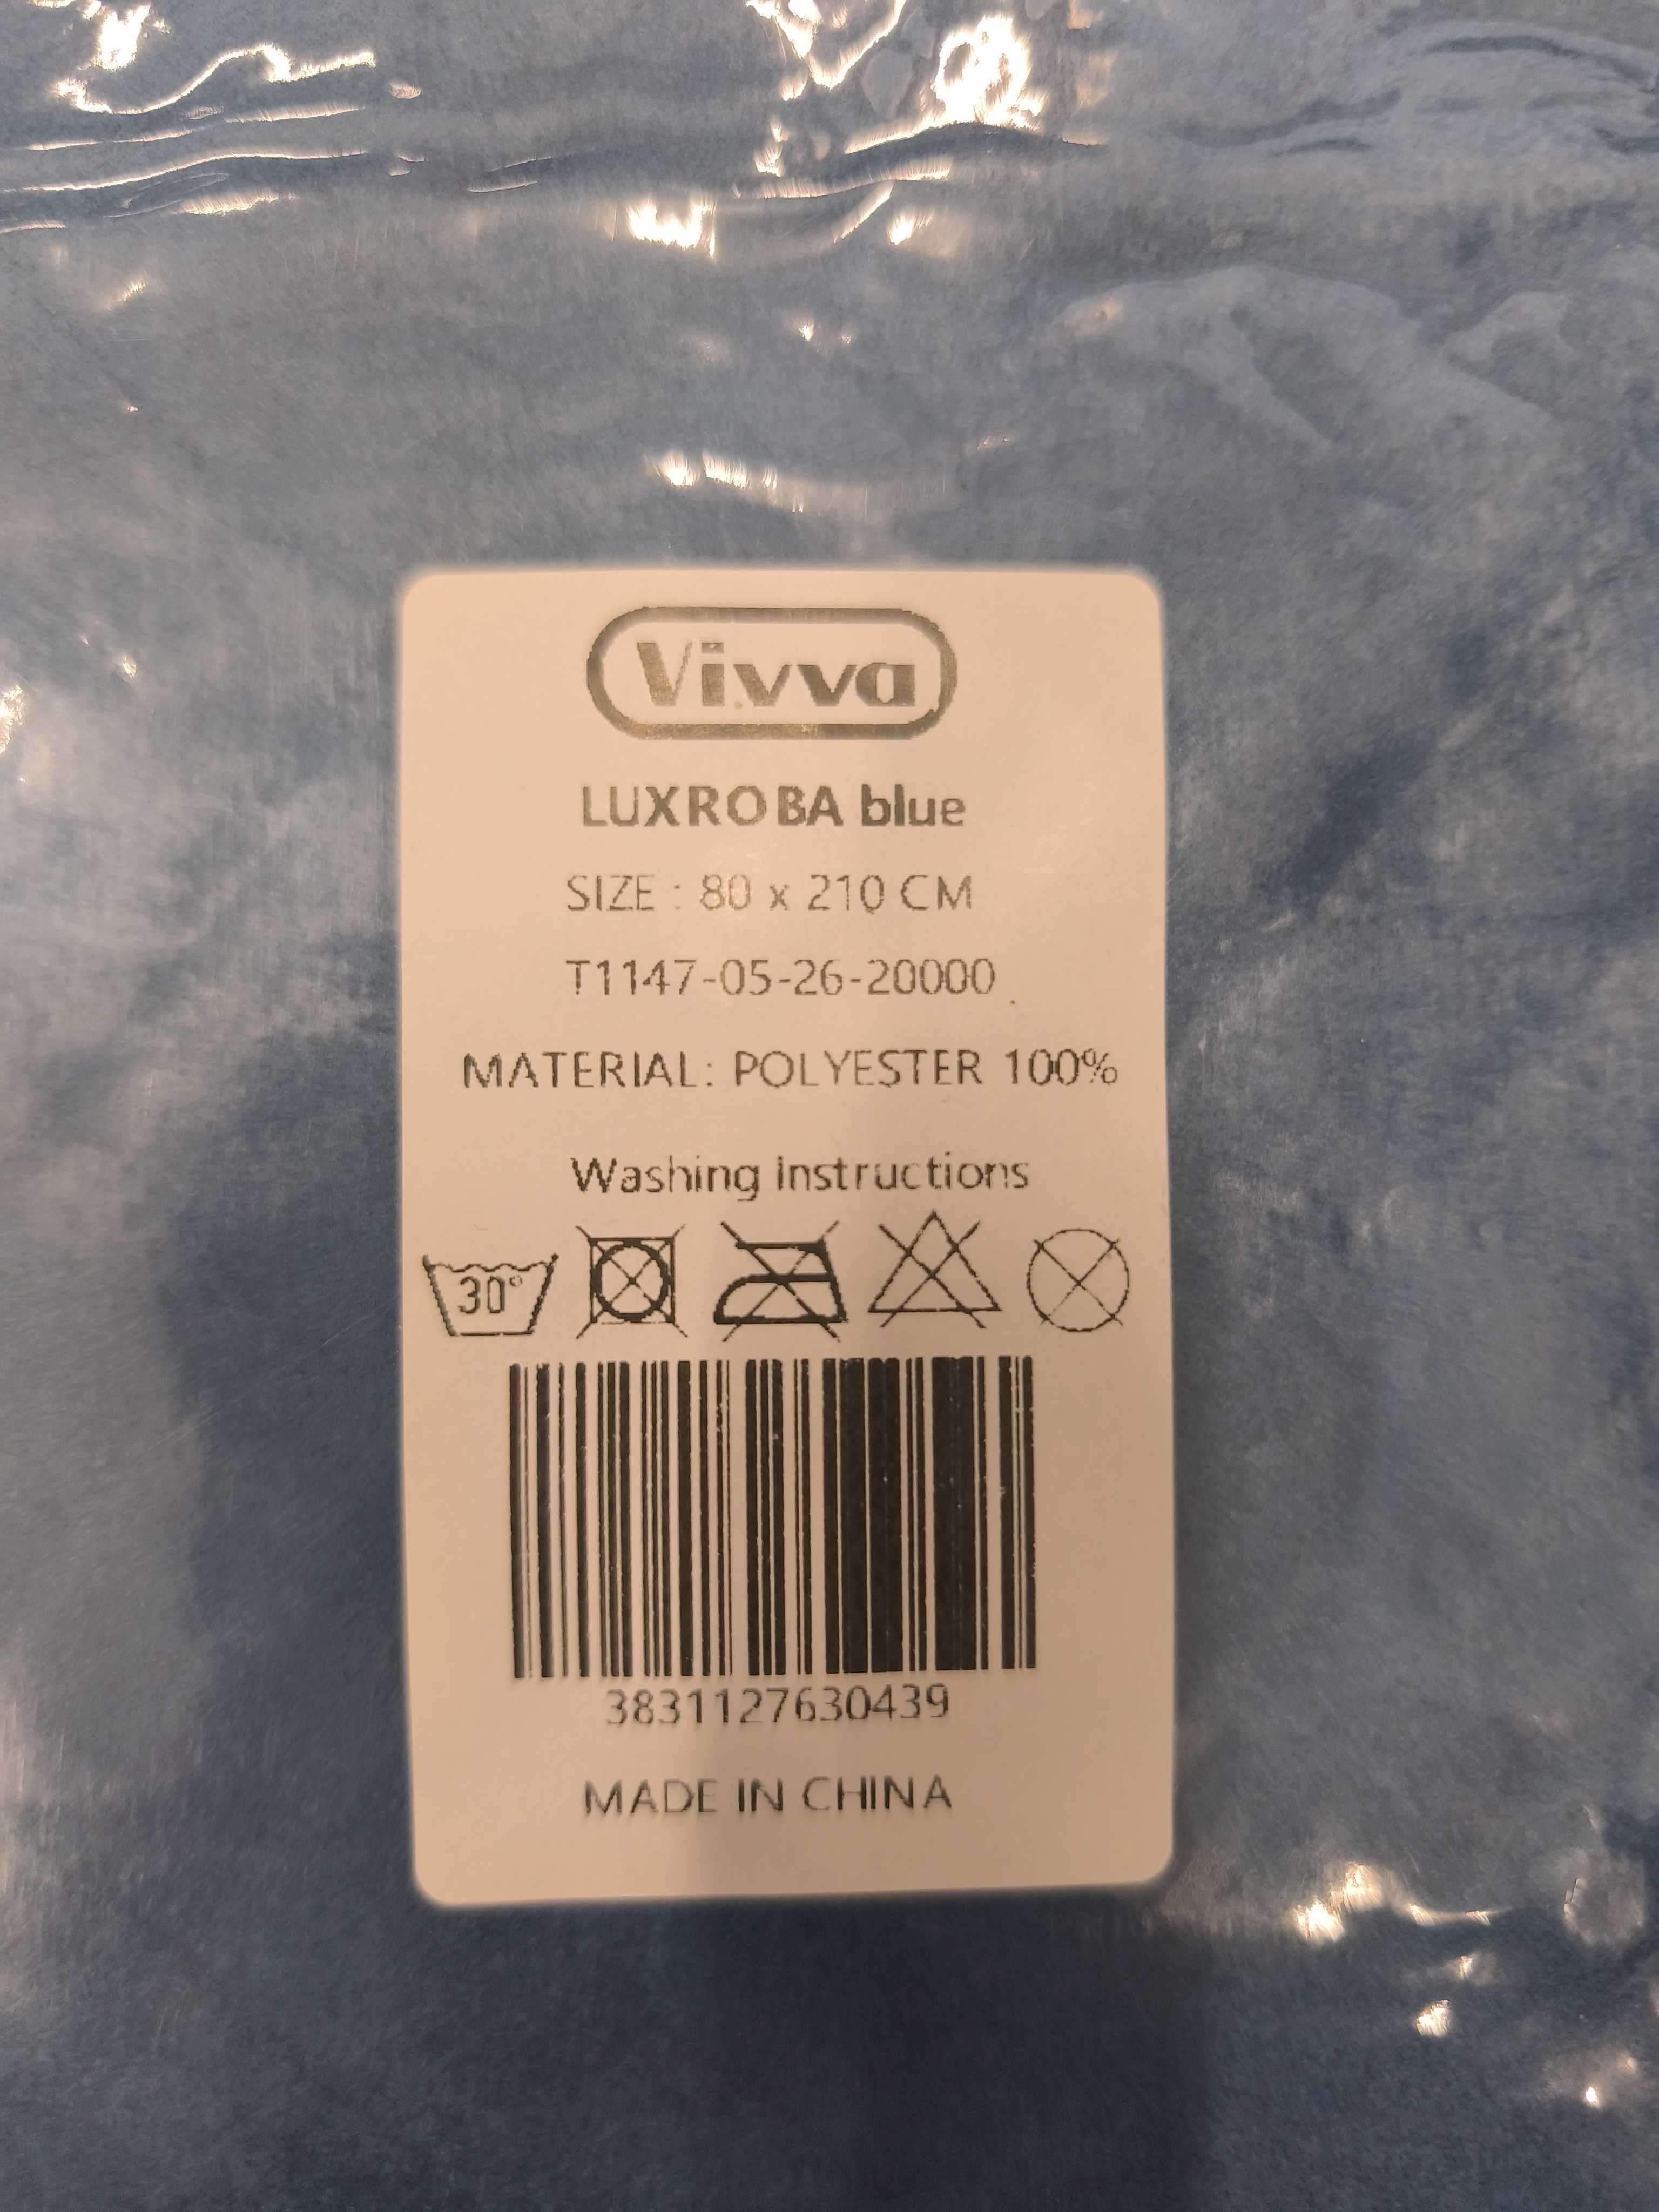 Vivva
LUXROBA blue
SIZE : 80 x 210 CM
T1147-05-26-20000
MATERIAL: POLYESTER 100%
Washing instructions
30°
3831127630439
MADE IN CHINA